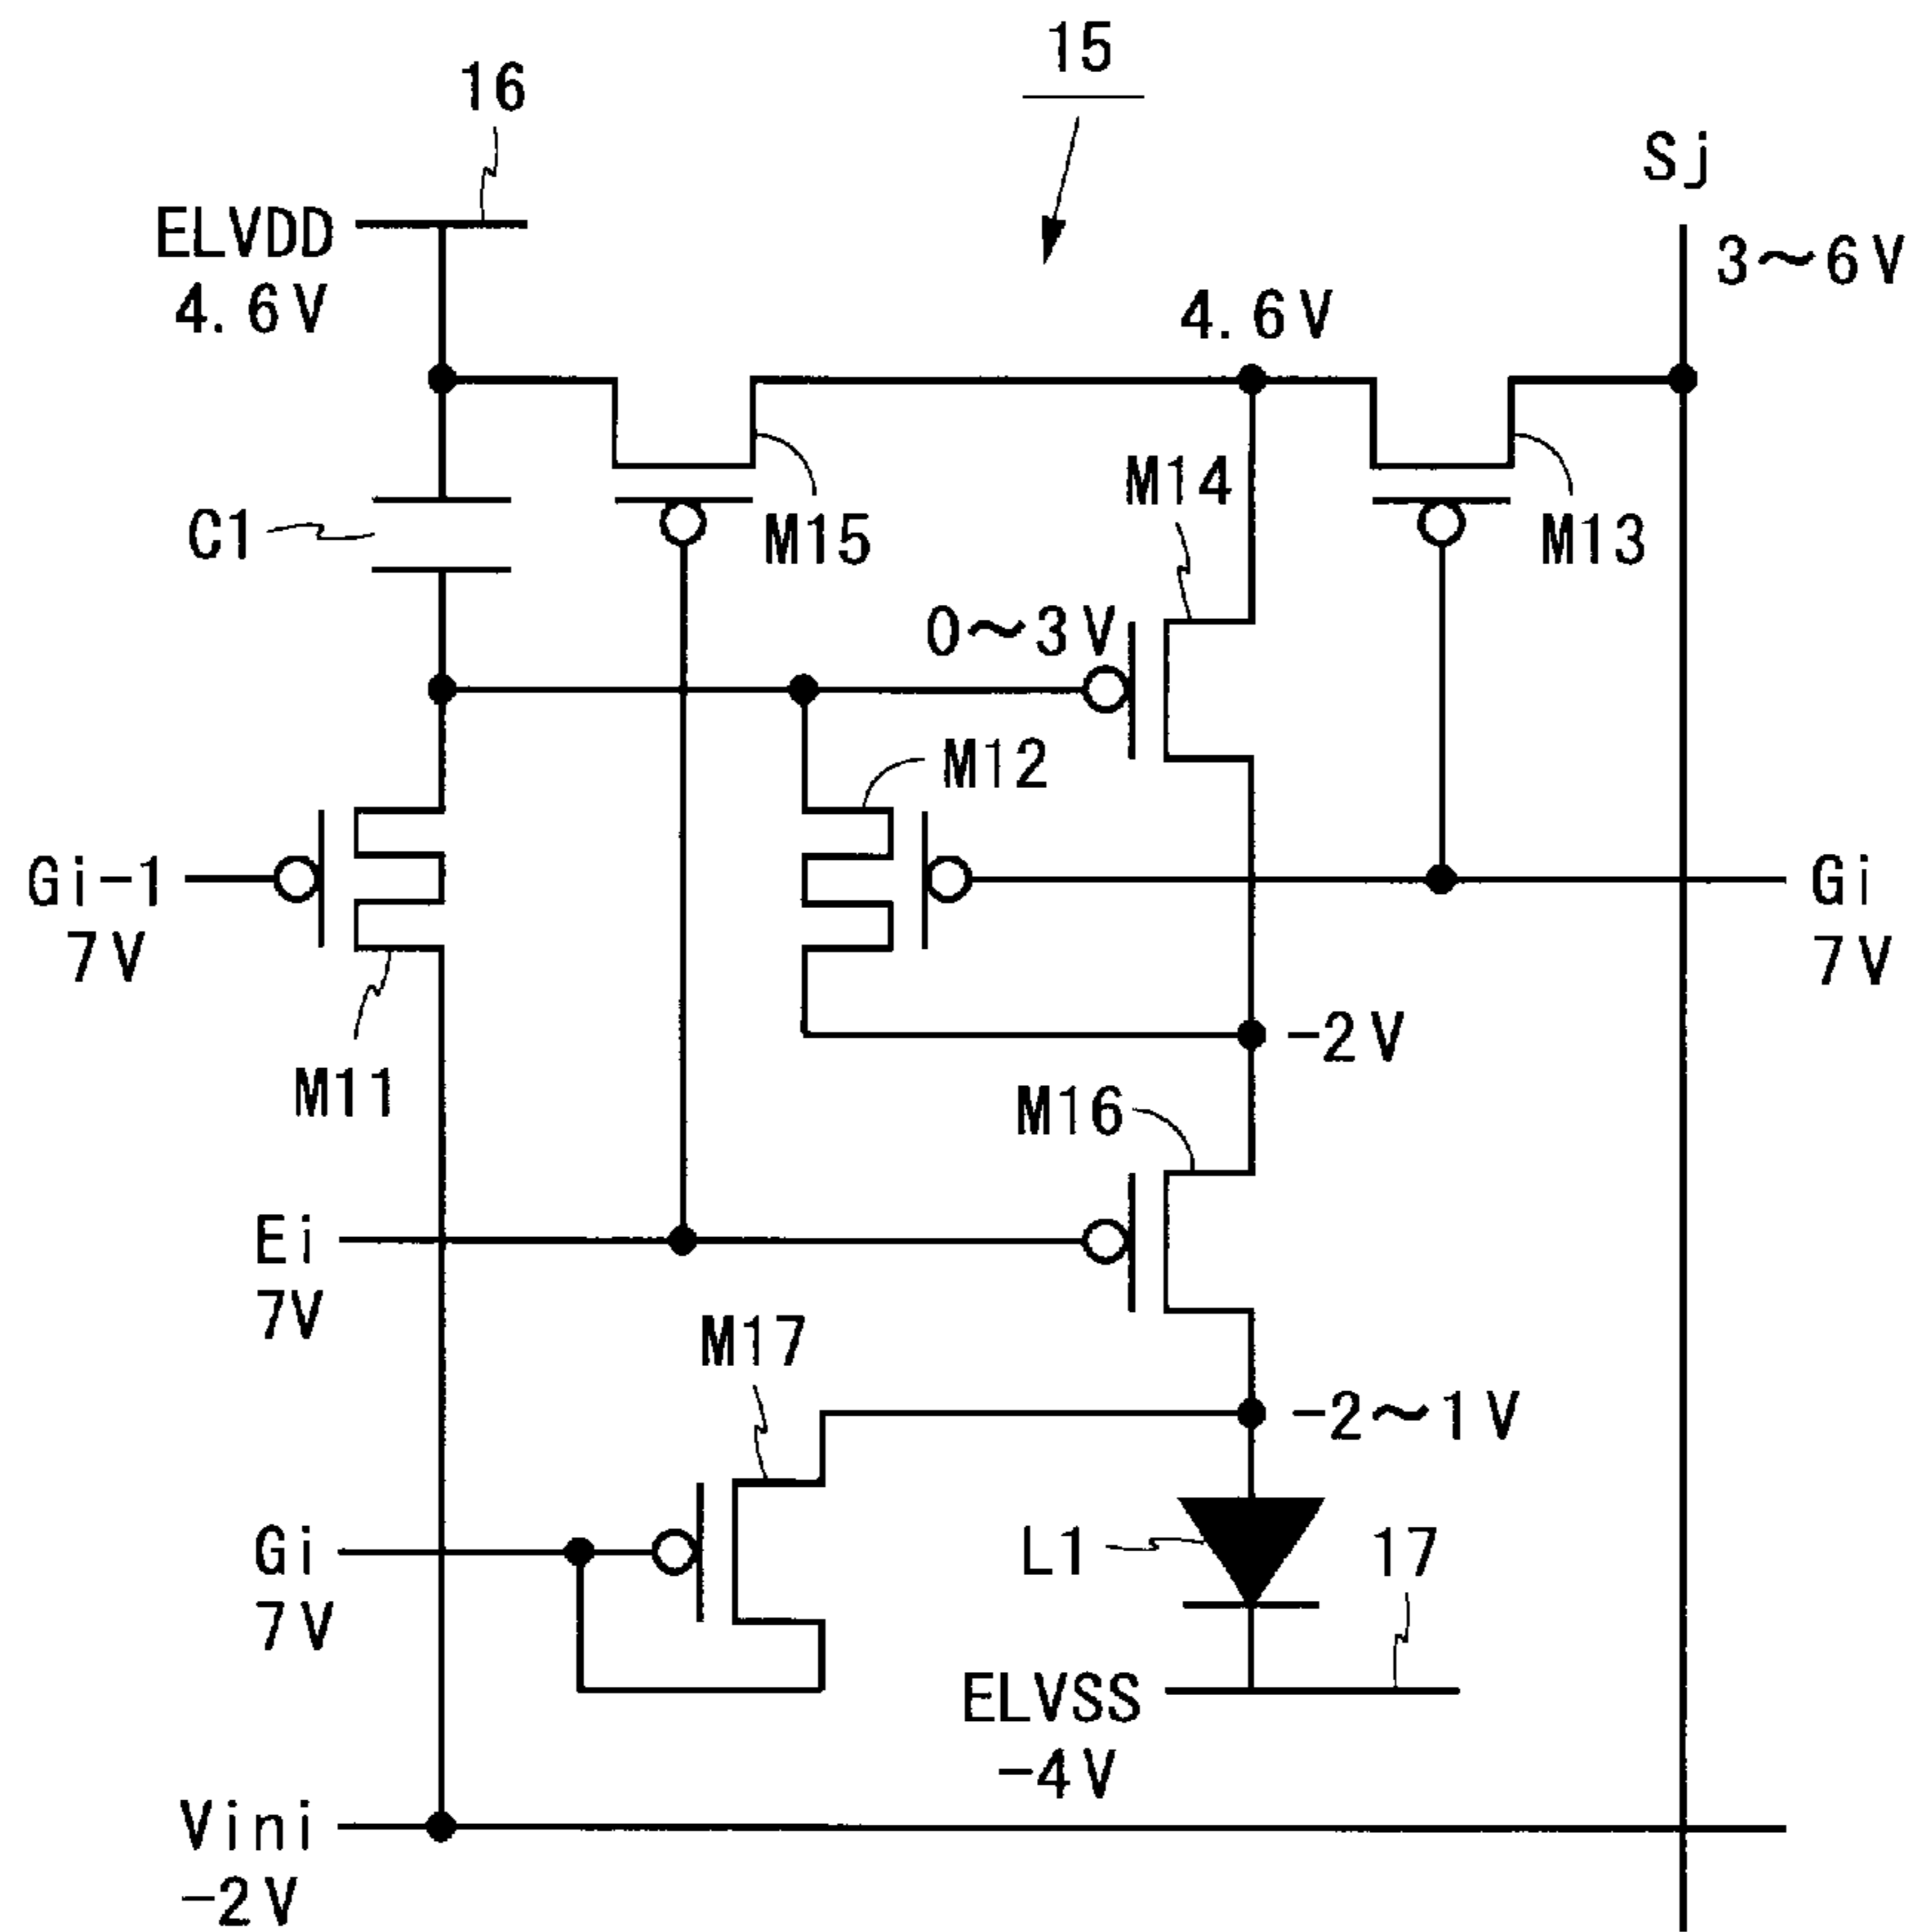 15
16
Sj
ELVDD
4.6V
3~6V
4.6V
M14
C1
M15
M13
0~3V
M12
Gi-1
7V
Gi
7V
-2V
M11
M16
Ei
7V
M17
-2~1V
Gi
7V
L1
17
ELVSS
-4V
Vini
-2V